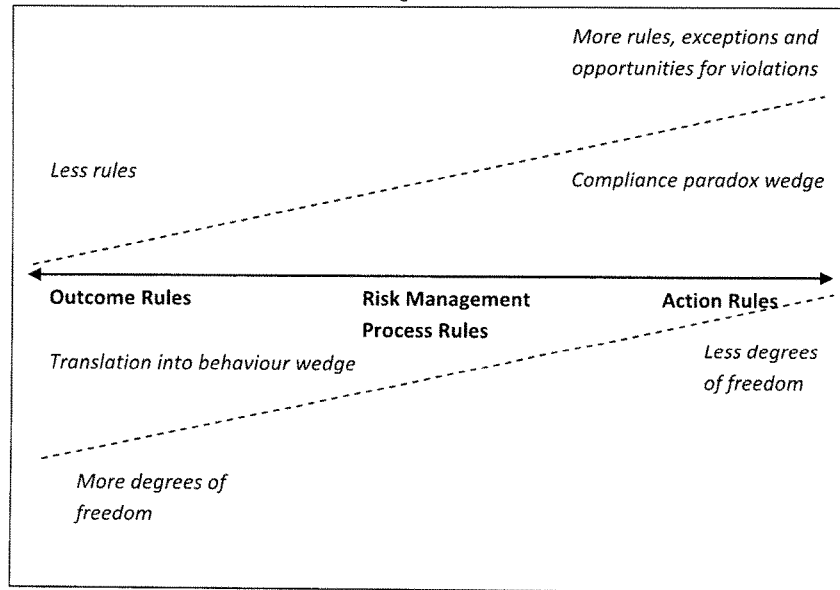 More rules, exceptions and
opportunities for violations
Less rules
Compliance paradox wedge
Outcome Rules
Risk Management
Process Rules
Action Rules
Translation into behaviour wedge
Less degrees
of freedom
More degrees of
freedom